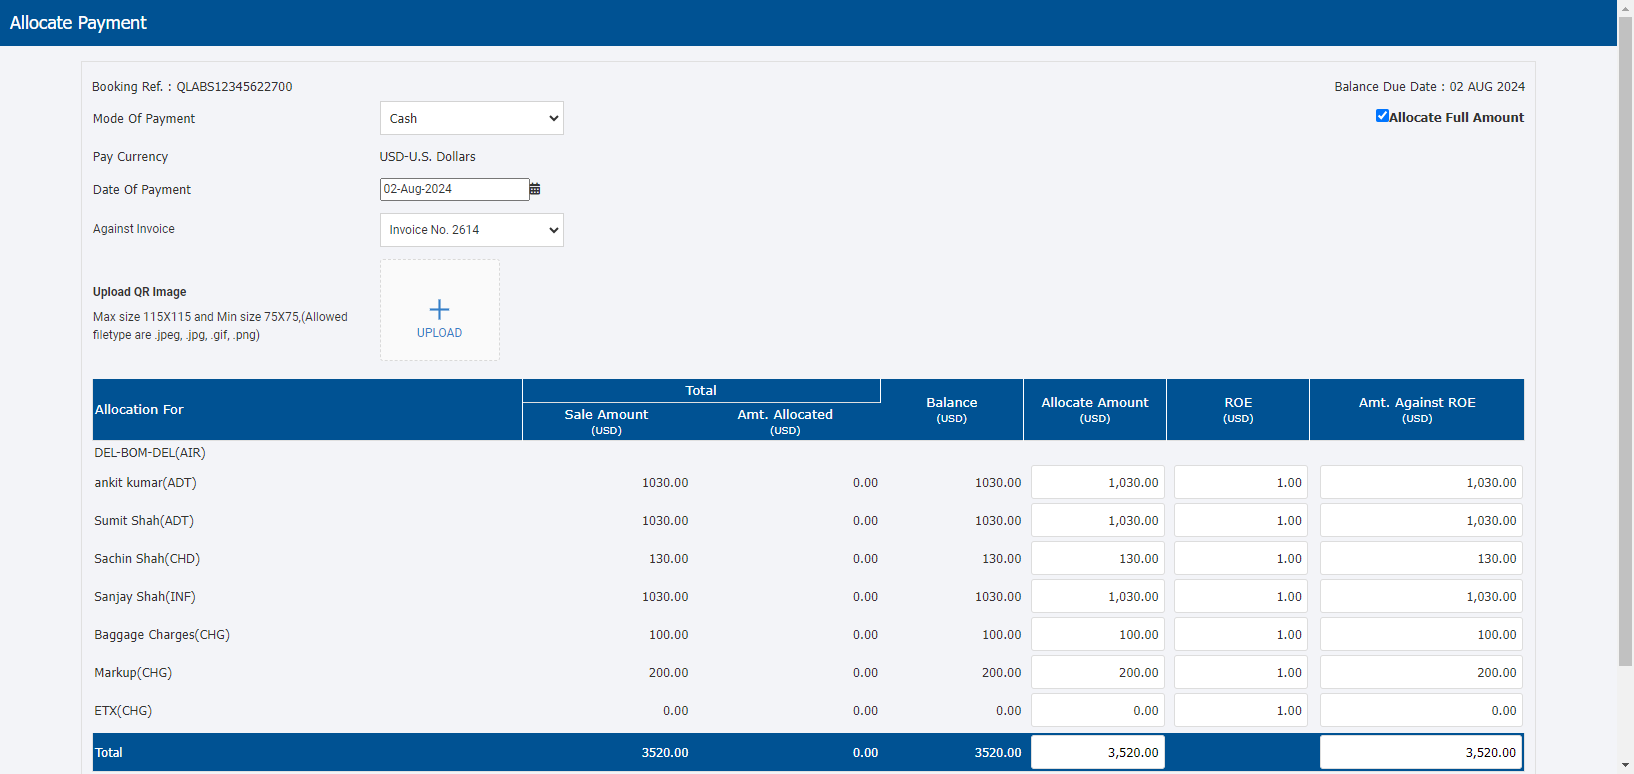 Allocate Payment
Booking Ref. : QLABS12345622700
Balance Due Date : 02 AUG 2024
Mode Of Payment
Cash
Allocate Full Amount
Pay Currency
USD-U.S. Dollars
Date Of Payment
02-Aug-2024
Against Invoice
Invoice No. 2614
Upload QR Image
Max size 115X115 and Min size 75X75,(Allowed
filetype are .jpeg, .jpg, .gif, .png)
UPLOAD
Allocation For
Total
Sale Amount
(USD)
Amt. Allocated
(USD)
Balance
(USD)
Allocate Amount
(USD)
ROE
(USD)
Amt. Against ROE
(USD)
DEL-BOM-DEL(AIR)
ankit kumar(ADT) 1030.00 0.00 1030.00 1,030.00 1.00 1,030.00
Sumit Shah(ADT) 1030.00 0.00 1030.00 1,030.00 1.00 1,030.00
Sachin Shah(CHD) 130.00 0.00 130.00 130.00 1.00 130.00
Sanjay Shah(INF) 1030.00 0.00 1030.00 1,030.00 1.00 1,030.00
Baggage Charges(CHG) 100.00 0.00 100.00 100.00 1.00 100.00
Markup(CHG) 200.00 0.00 200.00 200.00 1.00 200.00
ETX(CHG) 0.00 0.00 0.00 0.00 1.00 0.00
Total 3520.00 0.00 3520.00 3,520.00 3,520.00